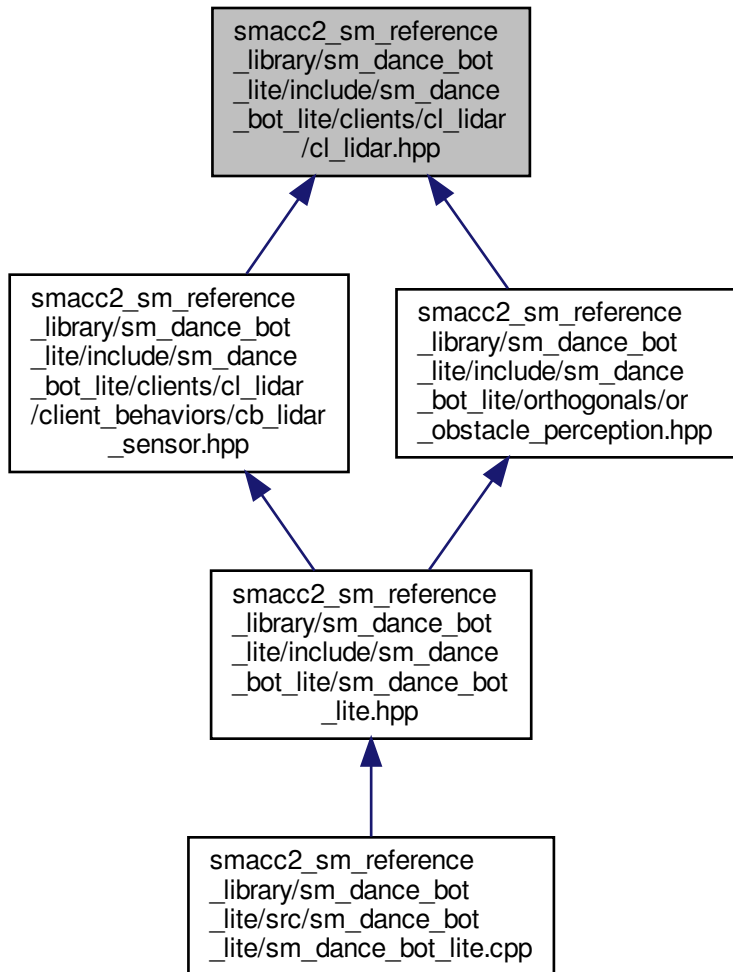 smacc2_sm_reference
_library/sm_dance_bot
_lite/include/sm_dance
_bot_lite/clients/cl_lidar
/cl_lidar.hpp
smacc2_sm_reference
_library/sm_dance_bot
_lite/include/sm_dance
_bot_lite/clients/cl_lidar
/client_behaviors/cb_lidar
_sensor.hpp
smacc2_sm_reference
_library/sm_dance_bot
_lite/include/sm_dance
_bot_lite/orthogonals/or
_obstacle_perception.hpp
smacc2_sm_reference
_library/sm_dance_bot
_lite/include/sm_dance
_bot_lite/sm_dance_bot
_lite.hpp
smacc2_sm_reference
_library/sm_dance_bot
_lite/src/sm_dance_bot
_lite/sm_dance_bot_lite.cpp